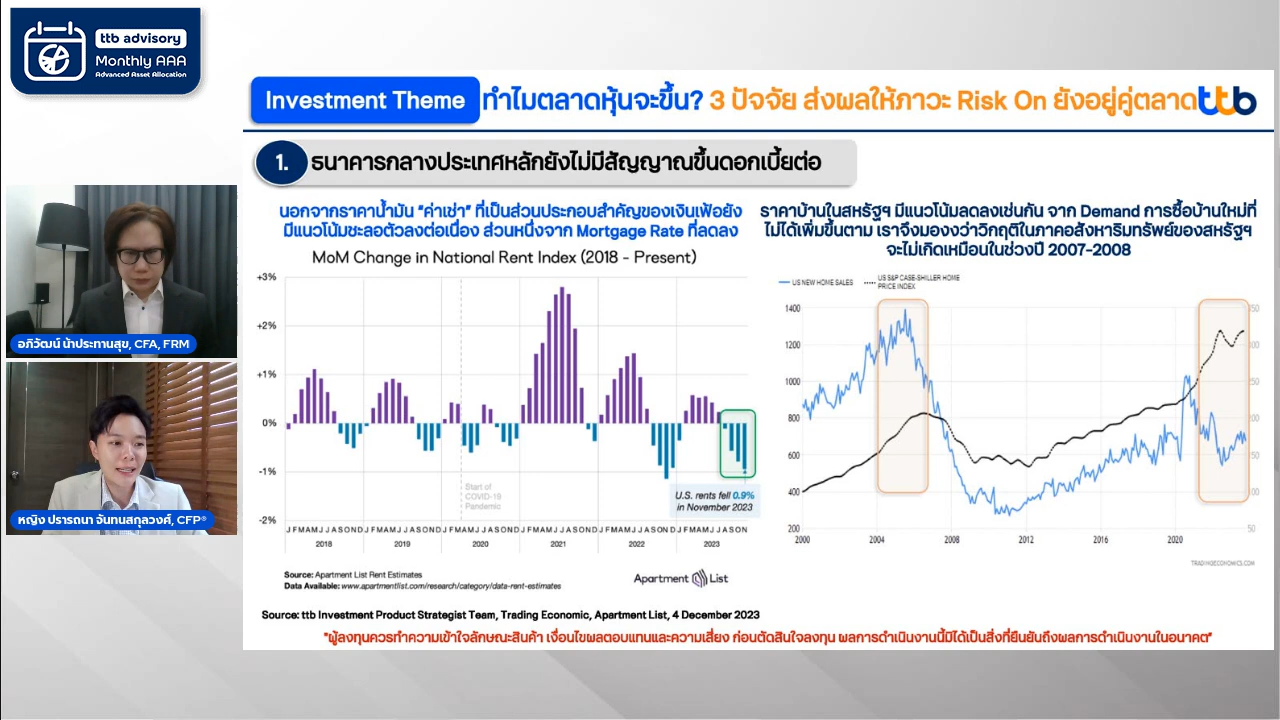 ttb advisory
Monthly AAA
Advanced Asset Allocation
Investment Theme
ทำไมตลาดหุ้นจะขึ้น? 3 ปัจจัย ส่งผลให้ภาวะ Risk On ยังอยู่คู่ตลาด
ttb
1.
ธนาคารกลางประเทศหลักยังไม่มีสัญญาณขึ้นดอกเบี้ยต่อ
นอกจากราคาน้ำมัน "ค่าเช่า" ที่เป็นส่วนประกอบสำคัญของเงินเฟ้อยัง
มีแนวโน้มชะลอตัวลงต่อเนื่อง ส่วนหนึ่งจาก Mortgage Rate ที่ลดลง
MoM Change in National Rent Index (2018 - Present)
+3%
+2%
+1%
0%
-1%
-2%
Start of
COVID-19
Pandemic
U.S. rents fell 0.9%
in November 2023
J F M A M J J A S O N D J F M A M J J A S O N D J F M A M J J A S O N D J F M A M J J A S O N D J F M A M J J A S O N D J F M A M J J A S O N
2018 2019 2020 2021 2022 2023
Source: Apartment List Rent Estimates
Data Available: www.apartmentlist.com/research/category/data-rent-estimates
Apartment List
ราคาบ้านในสหรัฐฯ มีแนวโน้มลดลงเช่นกัน จาก Demand การซื้อบ้านใหม่ที่
ไม่ได้เพิ่มขึ้นตาม เราจึงมองงว่าวิกฤติในภาคอสังหาริมทรัพย์ของสหรัฐฯ
จะไม่เกิดเหมือนในช่วงปี 2007-2008
US NEW HOME SALES
US S&P CASE-SHILLER HOME
PRICE INDEX
1400
1200
1000
800
600
400
200
350
300
250
200
150
100
50
2000 2004 2008 2012 2016 2020
TRADINGECONOMICS.COM
Source: ttb Investment Product Strategist Team, Trading Economic, Apartment List, 4 December 2023
"ผู้ลงทุนควรทำความเข้าใจลักษณะสินค้า เงื่อนไขผลตอบแทนและความเสี่ยง ก่อนตัดสินใจลงทุน ผลการดำเนินงานนี้มิได้เป็นสิ่งที่ยืนยันถึงผลการดำเนินงานในอนาคต"
อภิวัฒน์ น้าประทานสุข, CFA, FRM
หญิง ปรารถนา จันทนสกุลวงศ์, CFP®